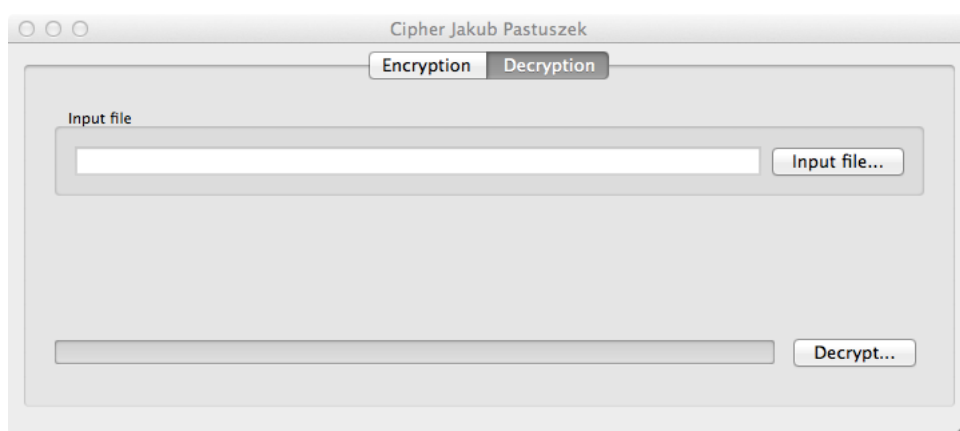 Cipher Jakub Pastuszek
Encryption Decryption
Input file
Input file...
Decrypt...